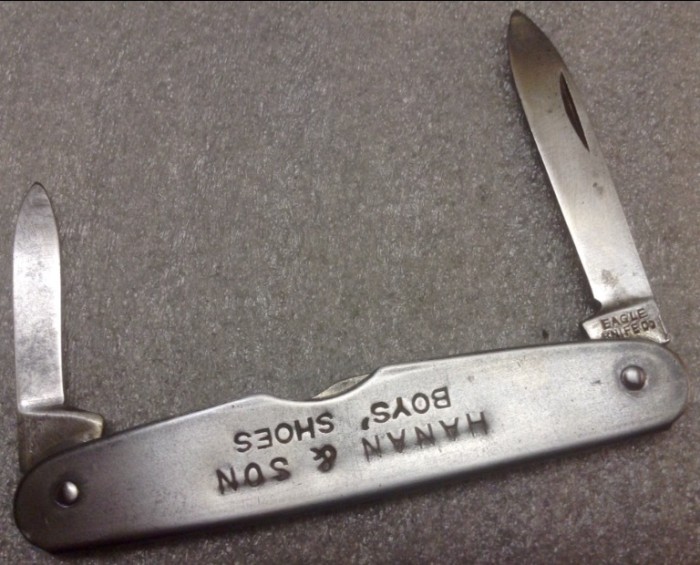 HANAN & SON
BOYS' SHOES
EAGLE
KNIFE CO